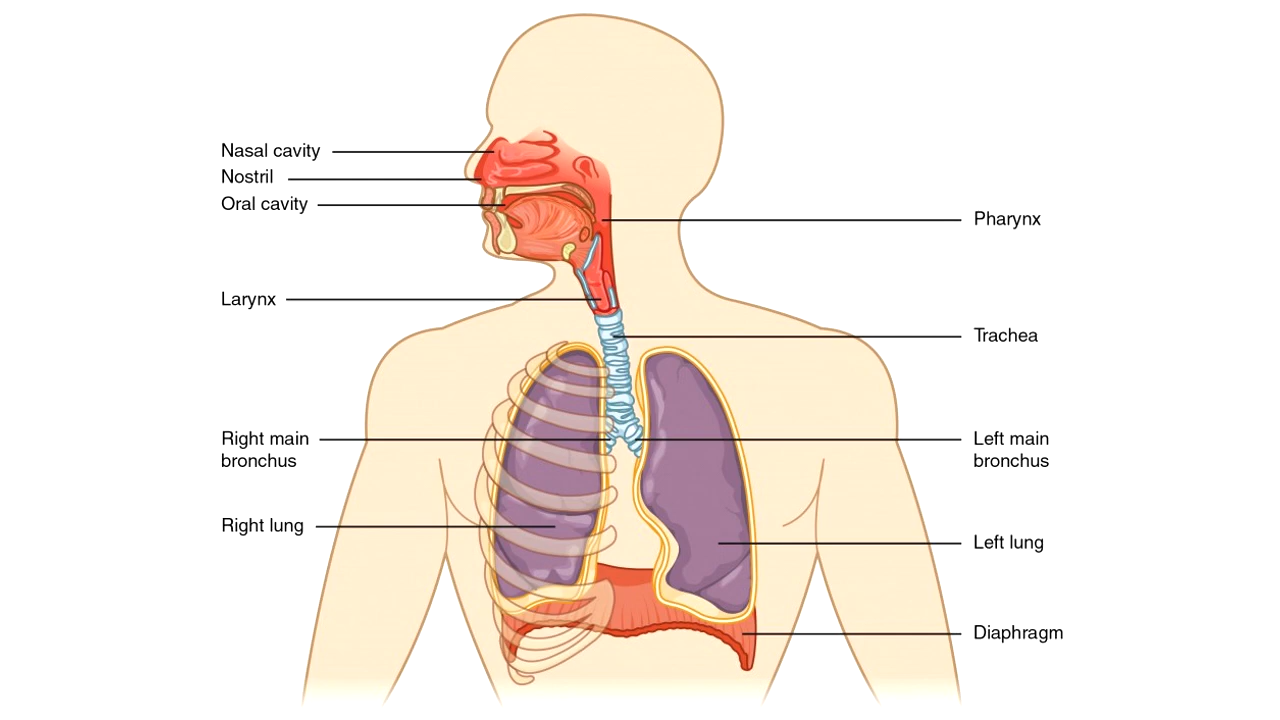 Nasal cavity
Nostril
Oral cavity
Pharynx
Larynx
Trachea
Right main
bronchus
Left main
bronchus
Right lung
Left lung
Diaphragm